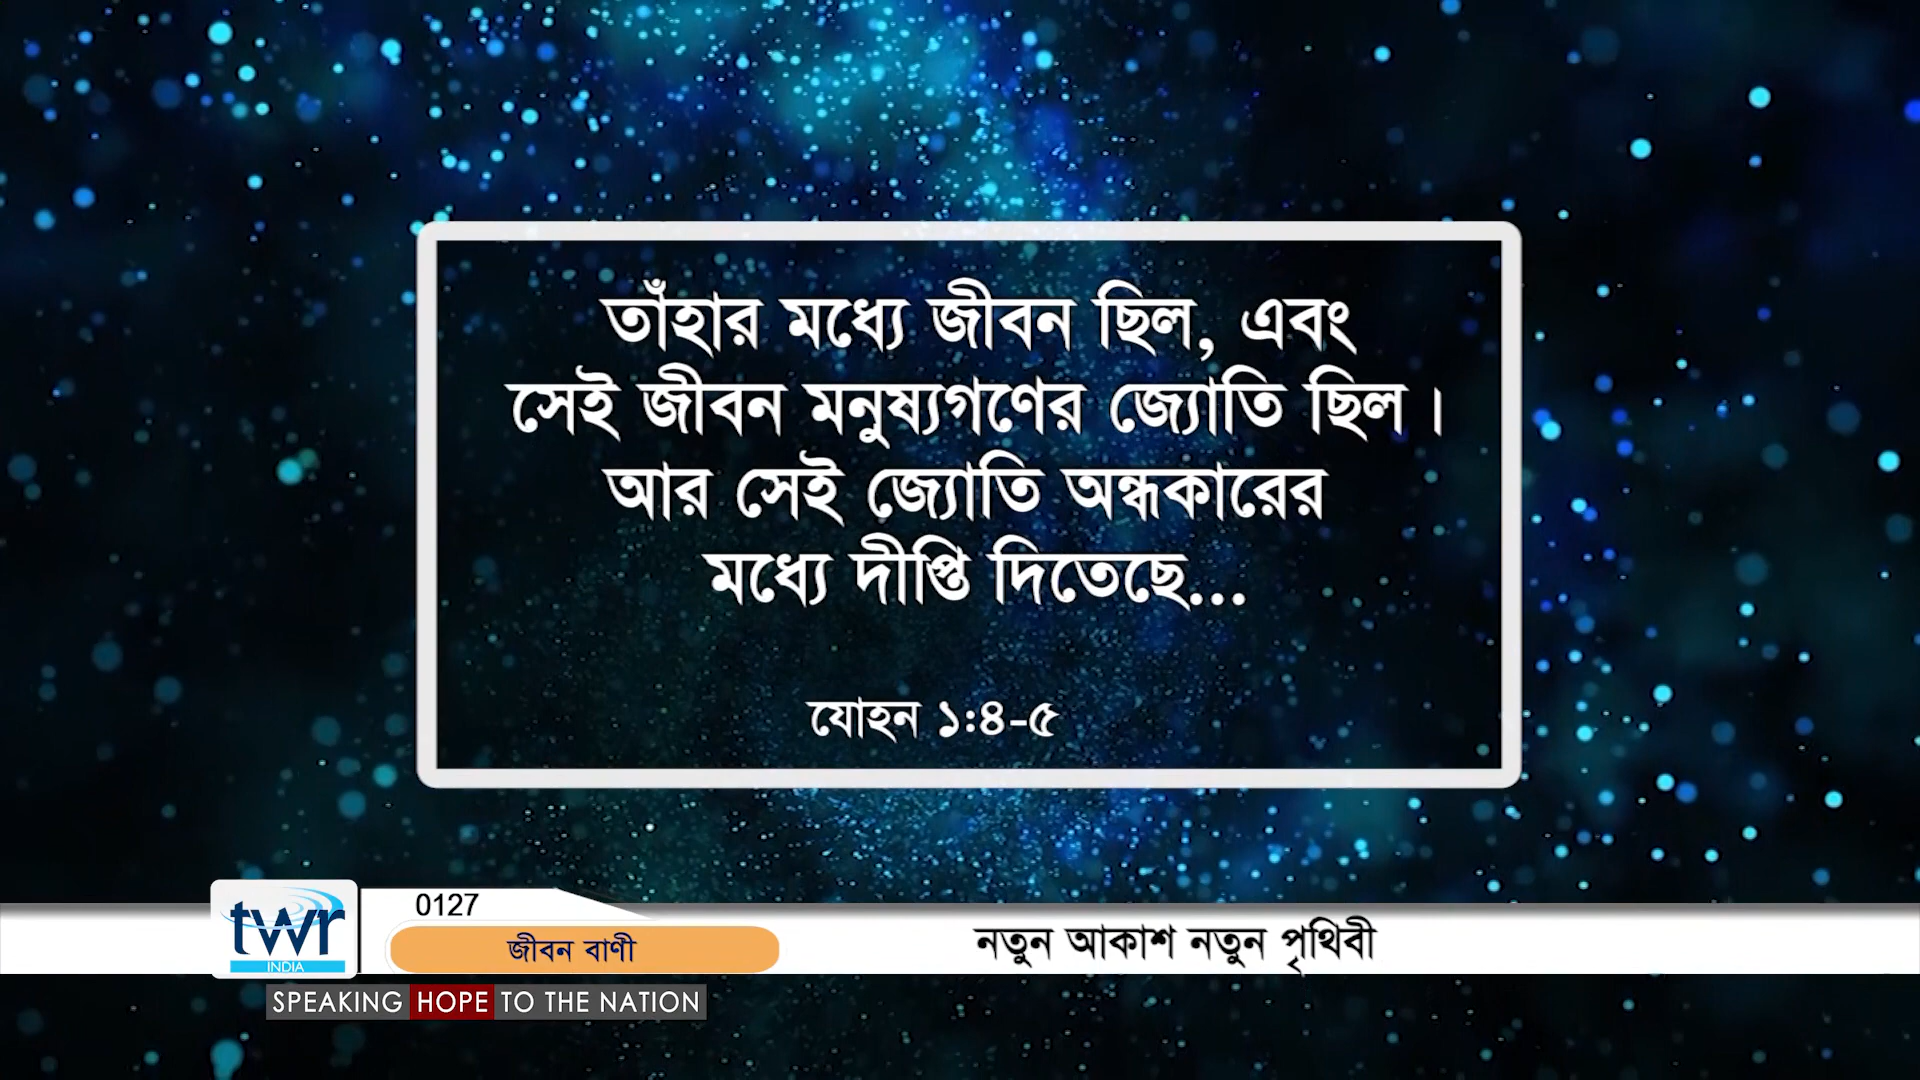 তাঁহার মধ্যে জীবন ছিল, এবং
সেই জীবন মনুষ্যগণের জ্যোতি ছিল।
আর সেই জ্যোতি অন্ধকারের
মধ্যে দীপ্তি দিতেছে...
যোহন ১:৪-৫
twr
INDIA
0127
জীবন বাণী
নতুন আকাশ নতুন পৃথিবী
SPEAKING HOPE TO THE NATION